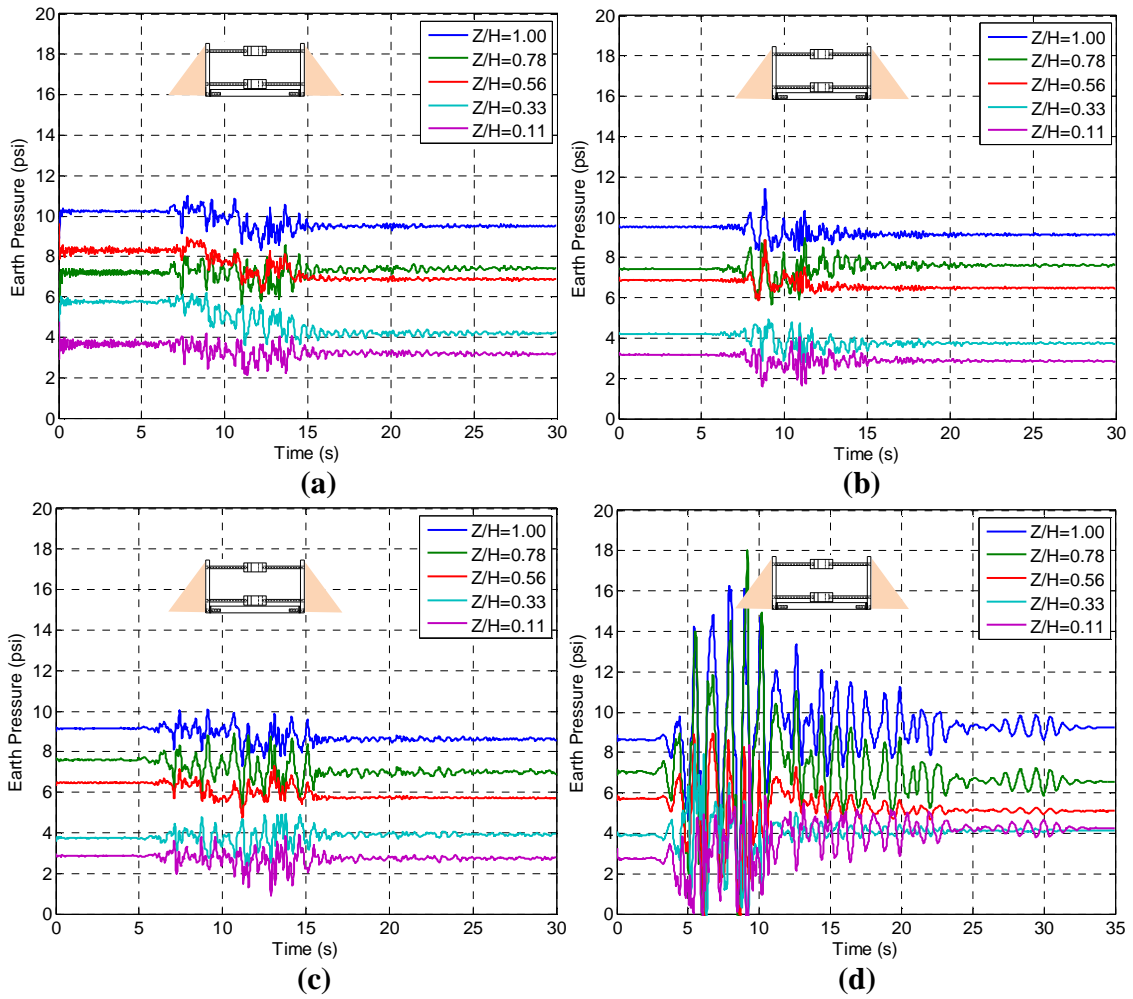 20
18
16
14
12
10
8
6
4
2
0
Earth Pressure (psi)
Z/H=1.00
Z/H=0.78
Z/H=0.56
Z/H=0.33
Z/H=0.11
0 5 10 15 20 25 30
Time (s)
(a)
20
18
16
14
12
10
8
6
4
2
0
Earth Pressure (psi)
Z/H=1.00
Z/H=0.78
Z/H=0.56
Z/H=0.33
Z/H=0.11
0 5 10 15 20 25 30
Time (s)
(b)
20
18
16
14
12
10
8
6
4
2
0
Earth Pressure (psi)
Z/H=1.00
Z/H=0.78
Z/H=0.56
Z/H=0.33
Z/H=0.11
0 5 10 15 20 25 30
Time (s)
(c)
20
18
16
14
12
10
8
6
4
2
0
Earth Pressure (psi)
Z/H=1.00
Z/H=0.78
Z/H=0.56
Z/H=0.33
Z/H=0.11
0 5 10 15 20 25 30 35
Time (s)
(d)